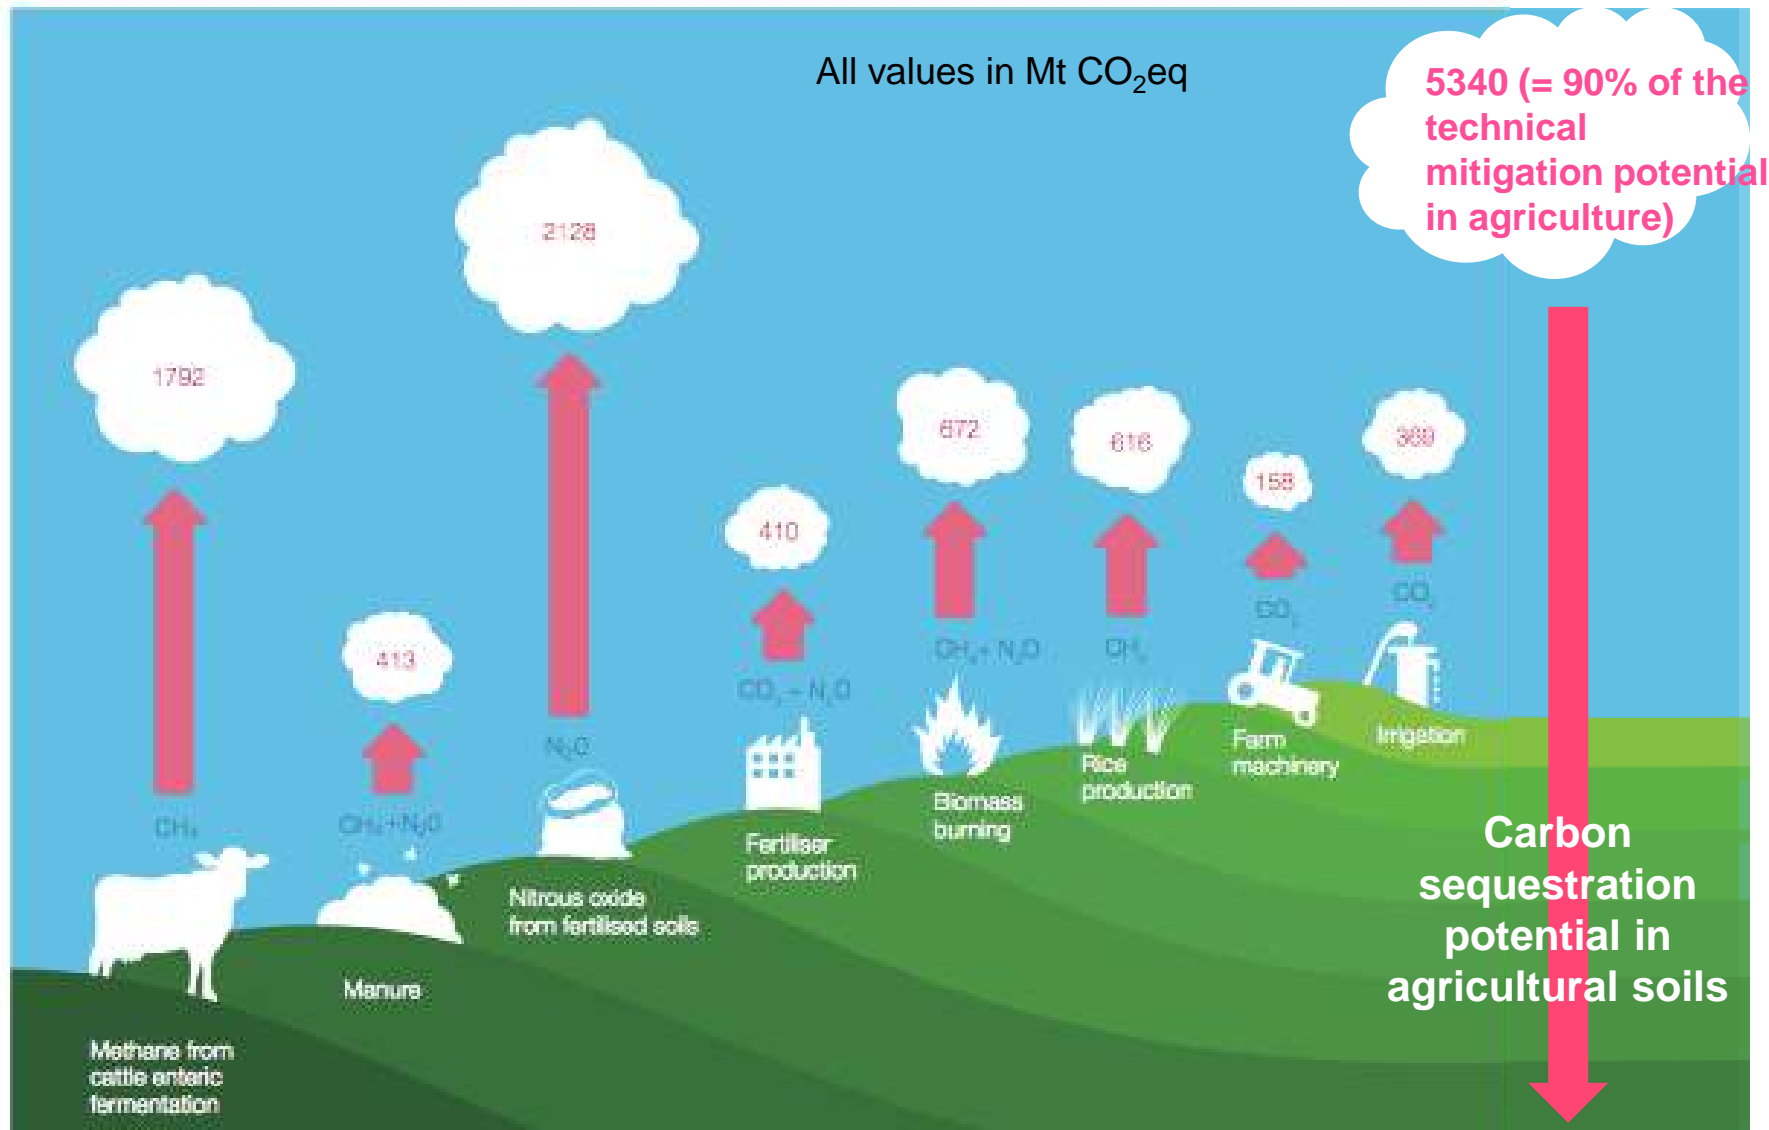 All values in Mt CO₂eq
5340 (= 90% of the
technical
mitigation potential
in agriculture)
2128
1792
672
616
369
158
410
413
CO₂
CO₂
CH₄+ N₂O
CH₄
CO₂ – N₂O
N₂O
CH₄
CH₄+N₂O
Irrigation
Farm
machinery
Rice
production
Biomass
burning
Fertiliser
production
Nitrous oxide
from fertilised soils
Manure
Methane from
cattle enteric
fermentation
Carbon
sequestration
potential in
agricultural soils